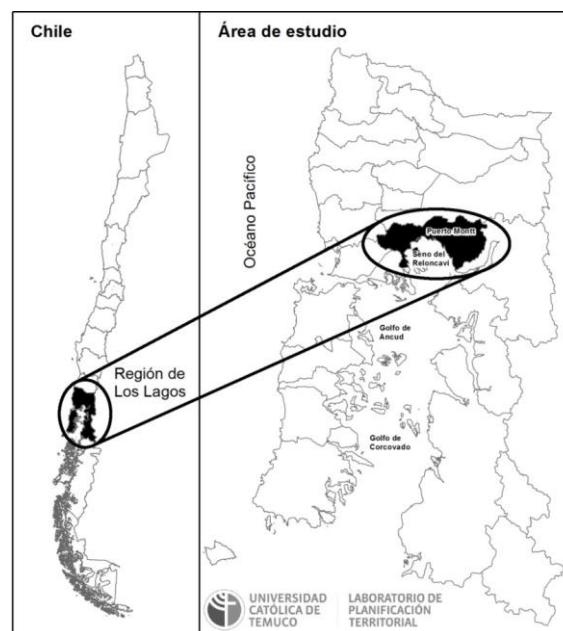 Chile
Área de estudio
Océano Pacífico
Puerto Montt
Seno del
Reloncaví
Región de
Los Lagos
Golfo de
Ancud
Golfo de
Corcovado
UNIVERSIDAD
CATÓLICA DE
TEMUCO
LABORATORIO DE
PLANIFICACIÓN
TERRITORIAL